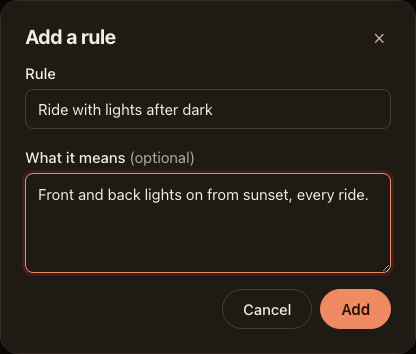 Add a rule
×
Rule
Ride with lights after dark
What it means (optional)
Front and back lights on from sunset, every ride.
Cancel
Add